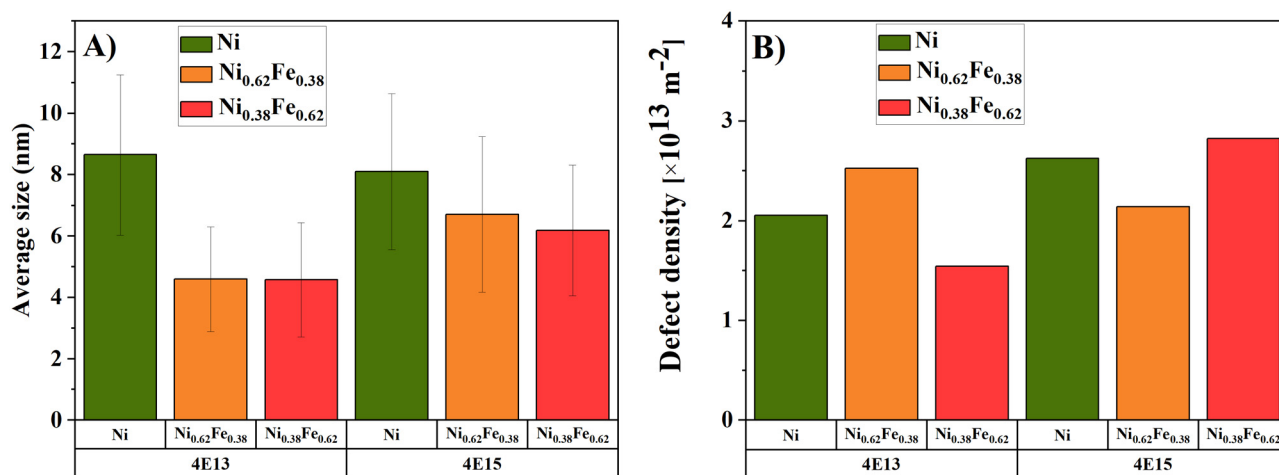 A)
Ni
Ni0.62Fe0.38
Ni0.38Fe0.62
Average size (nm)
12
10
8
6
4
2
0
Ni Ni0.62Fe0.38 Ni0.38Fe0.62 Ni Ni0.62Fe0.38 Ni0.38Fe0.62
4E13 4E15
B)
Ni
Ni0.62Fe0.38
Ni0.38Fe0.62
Defect density [×10^13 m^-2]
4
3
2
1
0
Ni Ni0.62Fe0.38 Ni0.38Fe0.62 Ni Ni0.62Fe0.38 Ni0.38Fe0.62
4E13 4E15